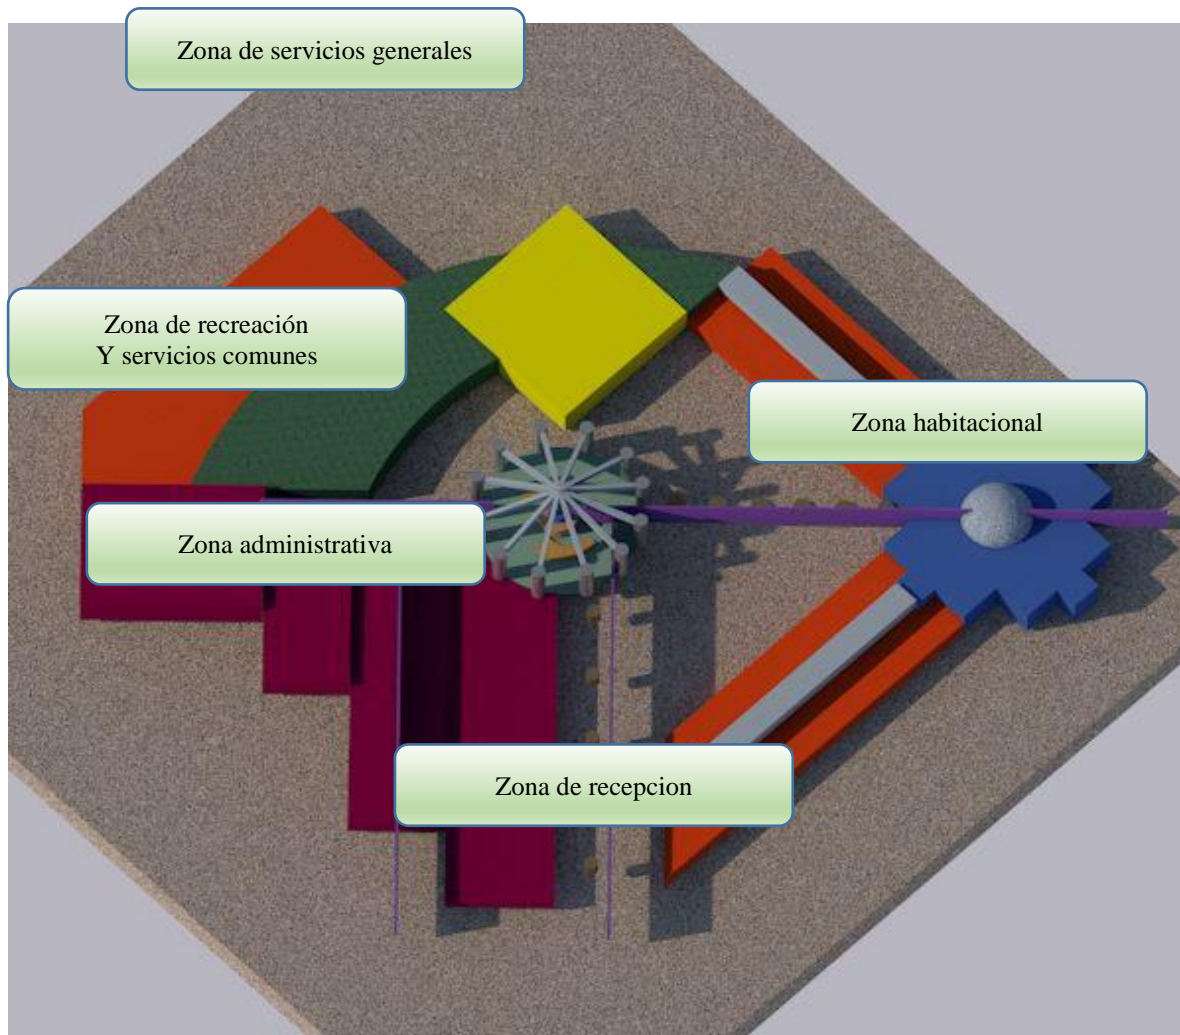 Zona de servicios generales
Zona de recreación
Y servicios comunes
Zona habitacional
Zona administrativa
Zona de recepcion